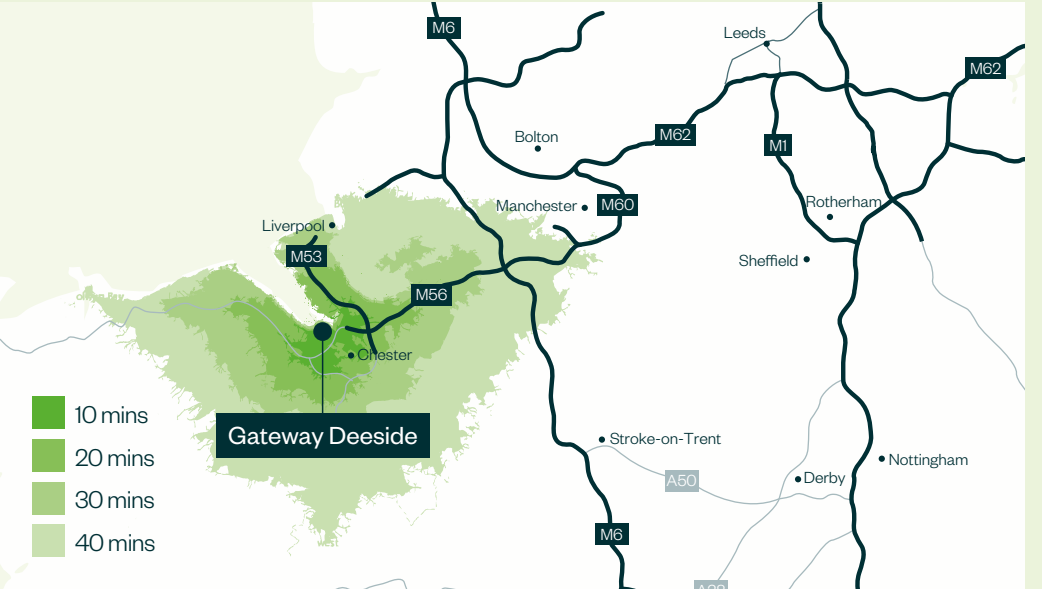 M6
Leeds
M62
Bolton
M62
M1
Manchester
M60
Rotherham
Liverpool
M53
Sheffield
M56
Chester
10 mins
Gateway Deeside
20 mins
Stroke-on-Trent
30 mins
A50
Derby
Nottingham
40 mins
M6